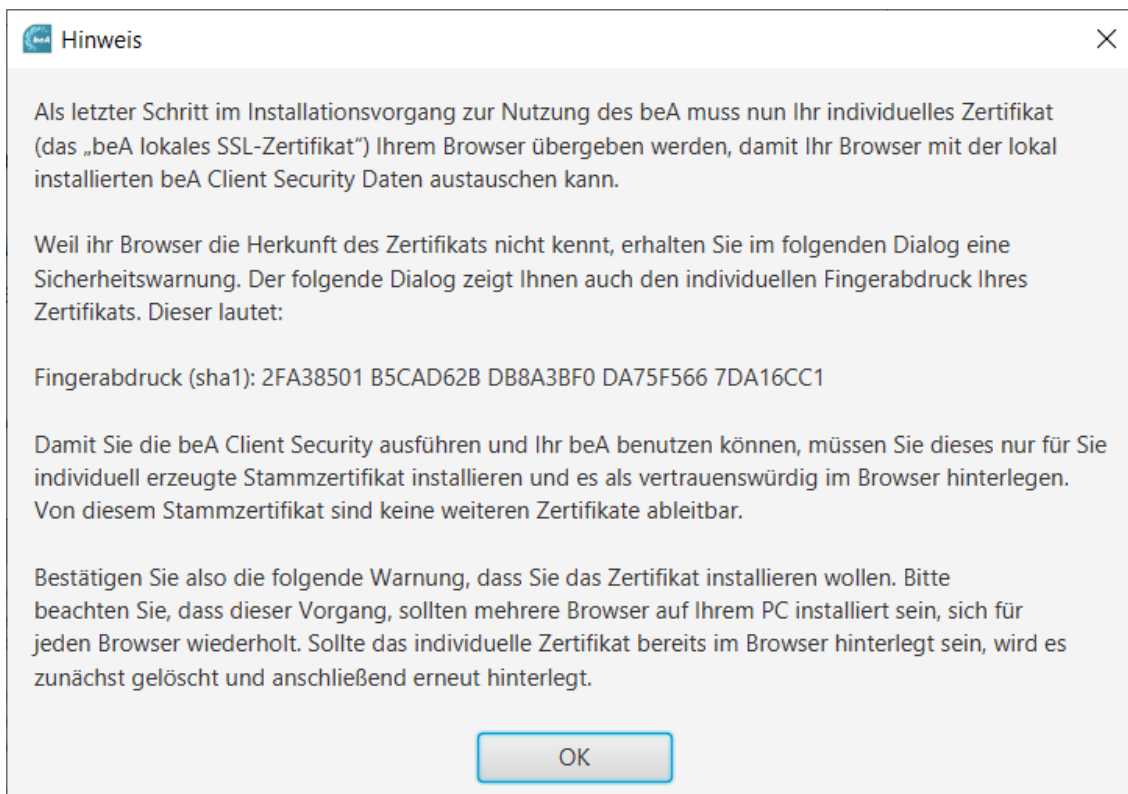 beA Hinweis
Als letzter Schritt im Installationsvorgang zur Nutzung des beA muss nun Ihr individuelles Zertifikat
(das „beA lokales SSL-Zertifikat“) Ihrem Browser übergeben werden, damit Ihr Browser mit der lokal
installierten beA Client Security Daten austauschen kann.
Weil ihr Browser die Herkunft des Zertifikats nicht kennt, erhalten Sie im folgenden Dialog eine
Sicherheitswarnung. Der folgende Dialog zeigt Ihnen auch den individuellen Fingerabdruck Ihres
Zertifikats. Dieser lautet:
Fingerabdruck (sha1): 2FA38501 B5CAD62B DB8A3BF0 DA75F566 7DA16CC1
Damit Sie die beA Client Security ausführen und Ihr beA benutzen können, müssen Sie dieses nur für Sie
individuell erzeugte Stammzertifikat installieren und es als vertrauenswürdig im Browser hinterlegen.
Von diesem Stammzertifikat sind keine weiteren Zertifikate ableitbar.
Bestätigen Sie also die folgende Warnung, dass Sie das Zertifikat installieren wollen. Bitte
beachten Sie, dass dieser Vorgang, sollten mehrere Browser auf Ihrem PC installiert sein, sich für
jeden Browser wiederholt. Sollte das individuelle Zertifikat bereits im Browser hinterlegt sein, wird es
zunächst gelöscht und anschließend erneut hinterlegt.
OK